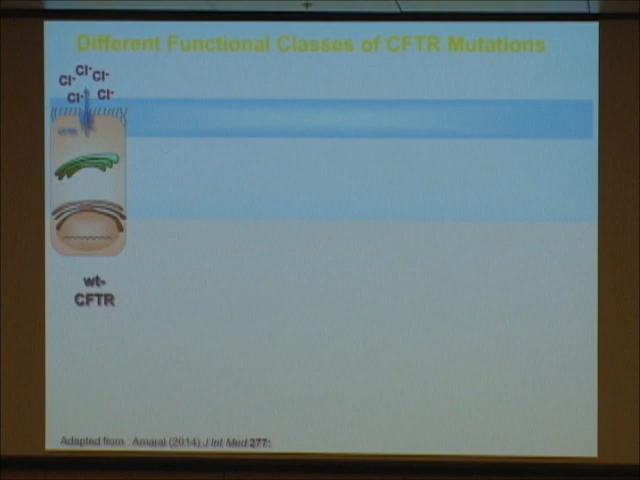 Different Functional Classes of CFTR Mutations
Cl- Cl- Cl-
Cl- Cl-
wt-
CFTR
Adapted from : Amaral (2014) J Int Med 277: